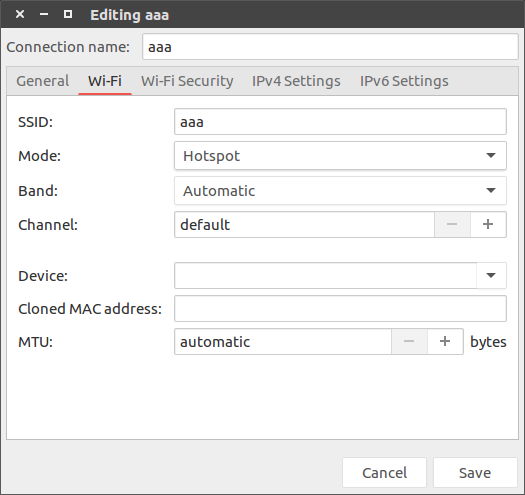 Editing aaa
Connection name: aaa
General Wi-Fi Wi-Fi Security IPv4 Settings IPv6 Settings
SSID: aaa
Mode: Hotspot
Band: Automatic
Channel: default
Device:
Cloned MAC address:
MTU: automatic bytes
Cancel Save